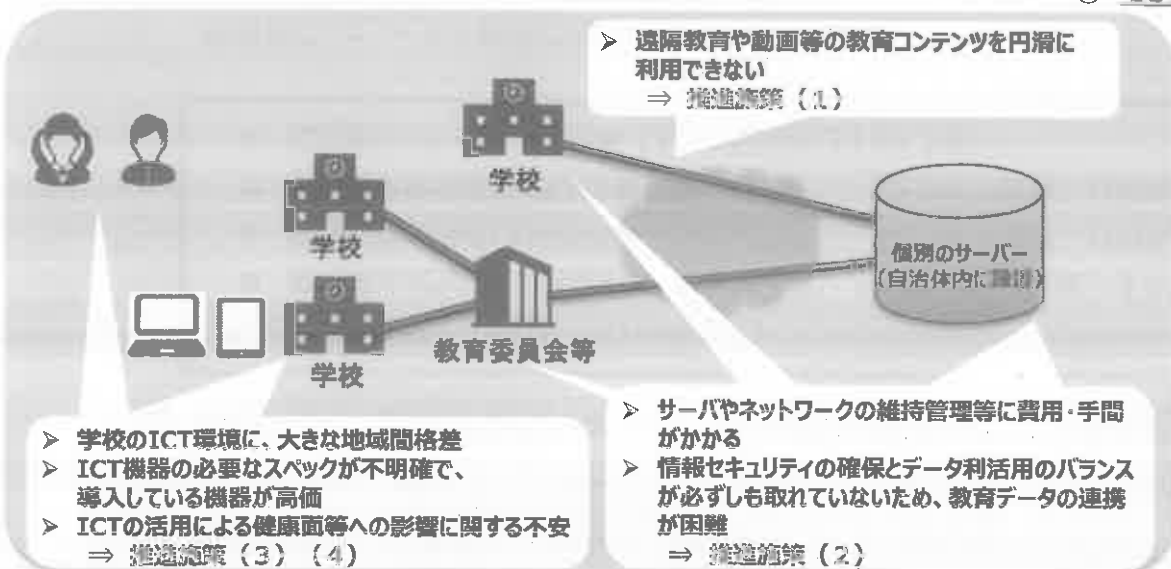 ➤ 遠隔教育や動画等の教育コンテンツを円滑に
利用できない
⇒ 推進施策（1）
学校
学校
学校
教育委員会等
個別のサーバー
（自治体内に設置）
➤ 学校のICT環境に、大きな地域間格差
➤ ICT機器の必要なスペックが不明確で、
導入している機器が高価
➤ ICTの活用による健康面等への影響に関する不安
⇒ 推進施策（3）（4）
➤ サーバやネットワークの維持管理等に費用・手間
がかかる
➤ 情報セキュリティの確保とデータ利活用のバランス
が必ずしも取れていないため、教育データの連携
が困難
⇒ 推進施策（2）